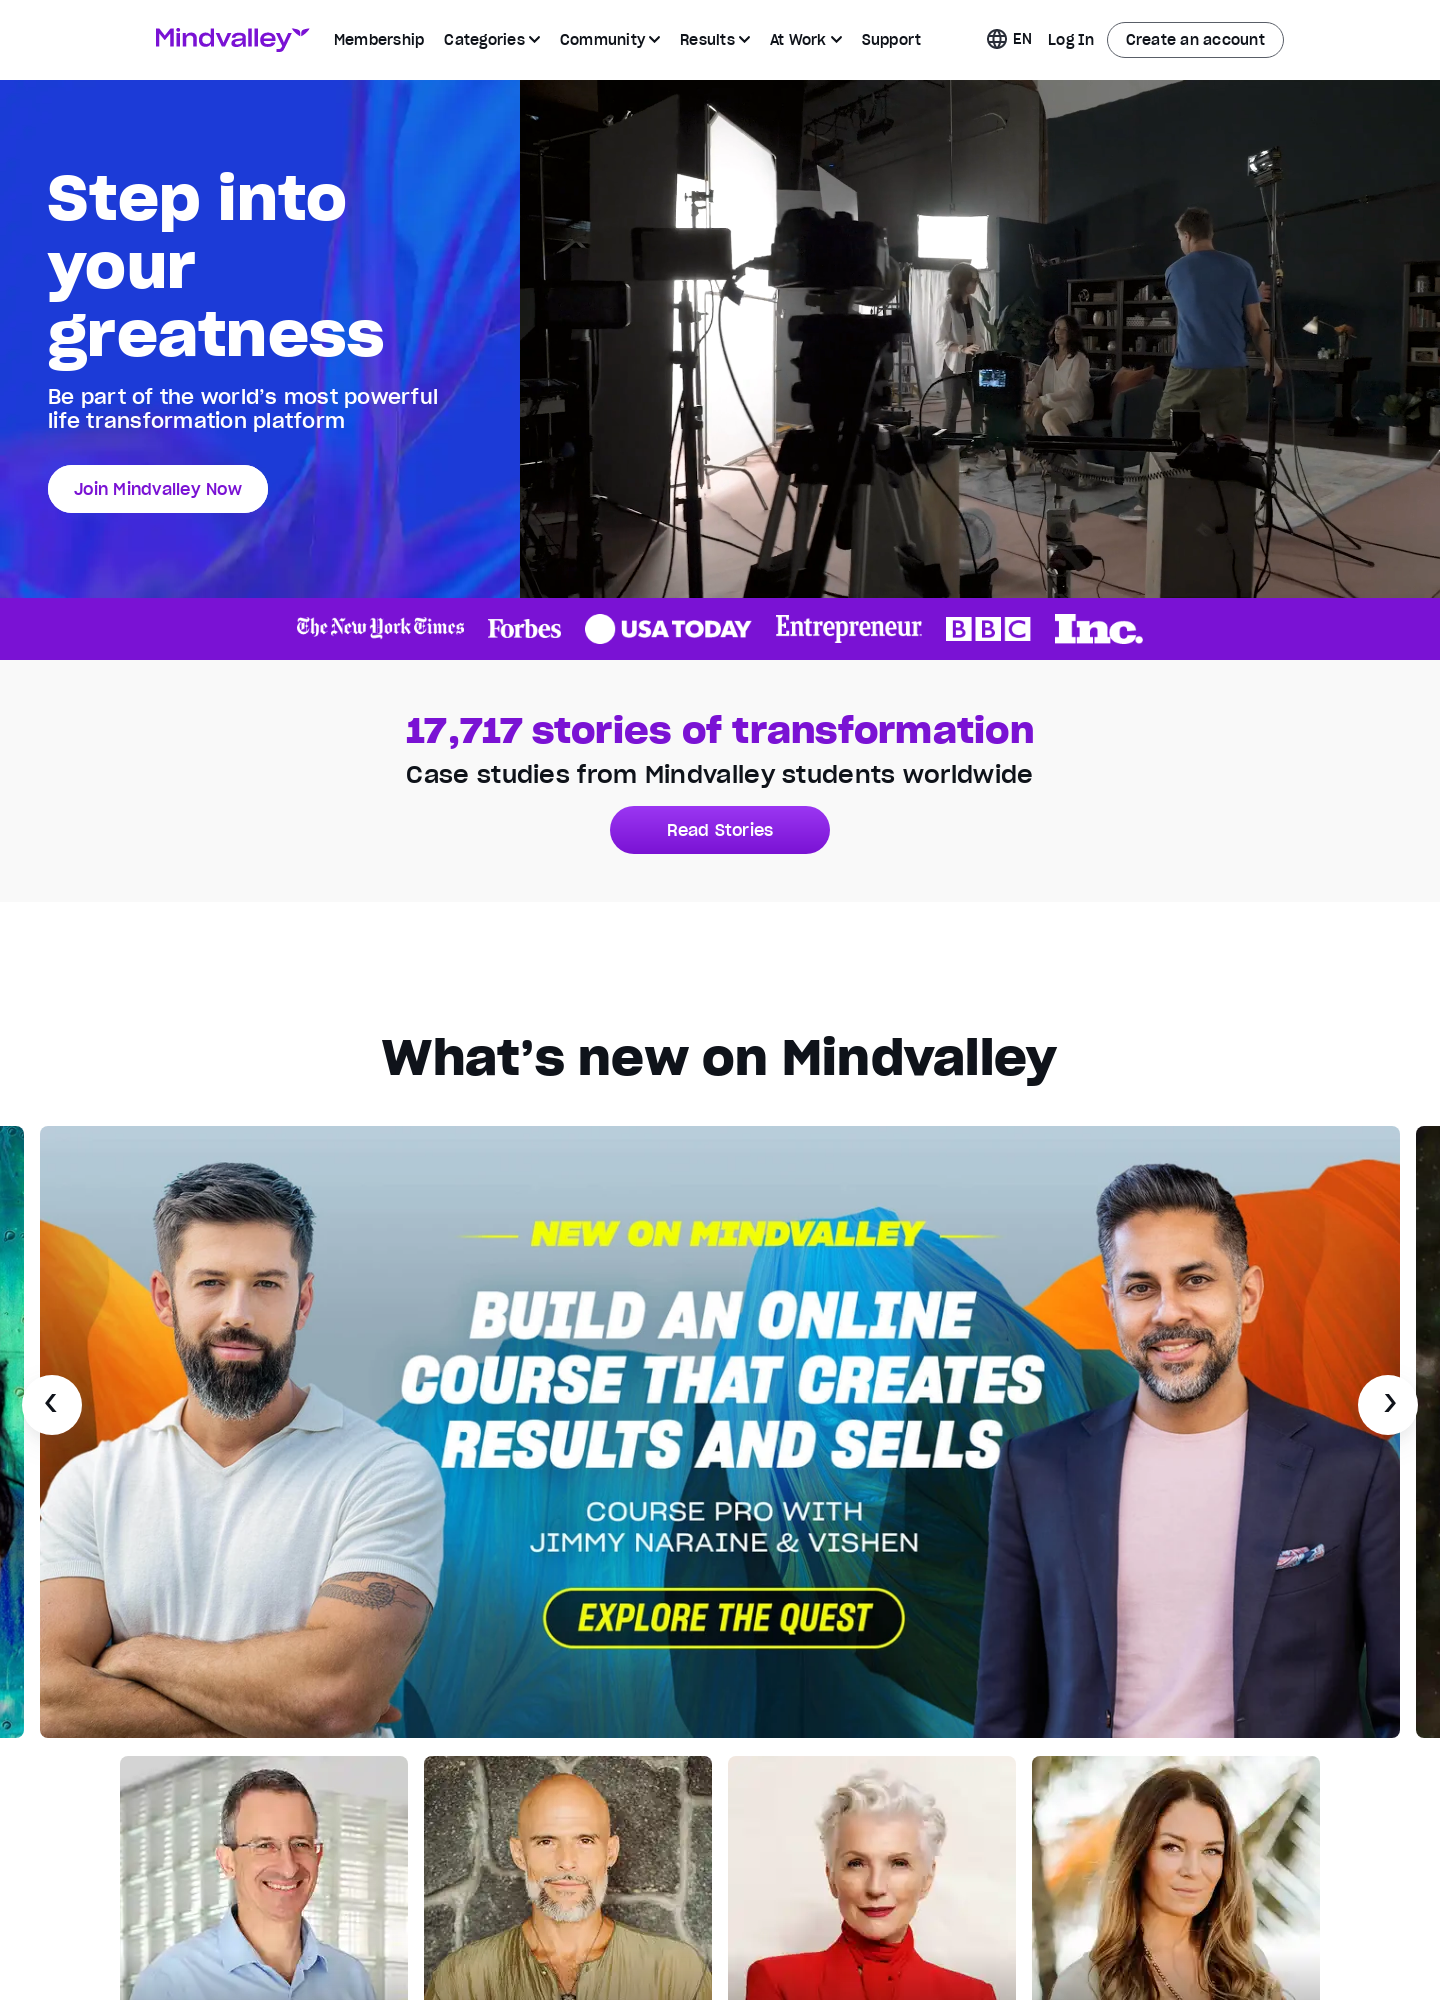 Mindvalley
Membership
Categories
Community
Results
At Work
Support
EN
Log In
Create an account
Step into
your
greatness
Be part of the world’s most powerful
life transformation platform
Join Mindvalley Now
The New York Times
Forbes
USA TODAY
Entrepreneur
BBC
Inc.
17,717 stories of transformation
Case studies from Mindvalley students worldwide
Read Stories
What’s new on Mindvalley
NEW ON MINDVALLEY
BUILD AN ONLINE
COURSE THAT CREATES
RESULTS AND SELLS
COURSE PRO WITH
JIMMY NARAINE & VISHEN
EXPLORE THE QUEST